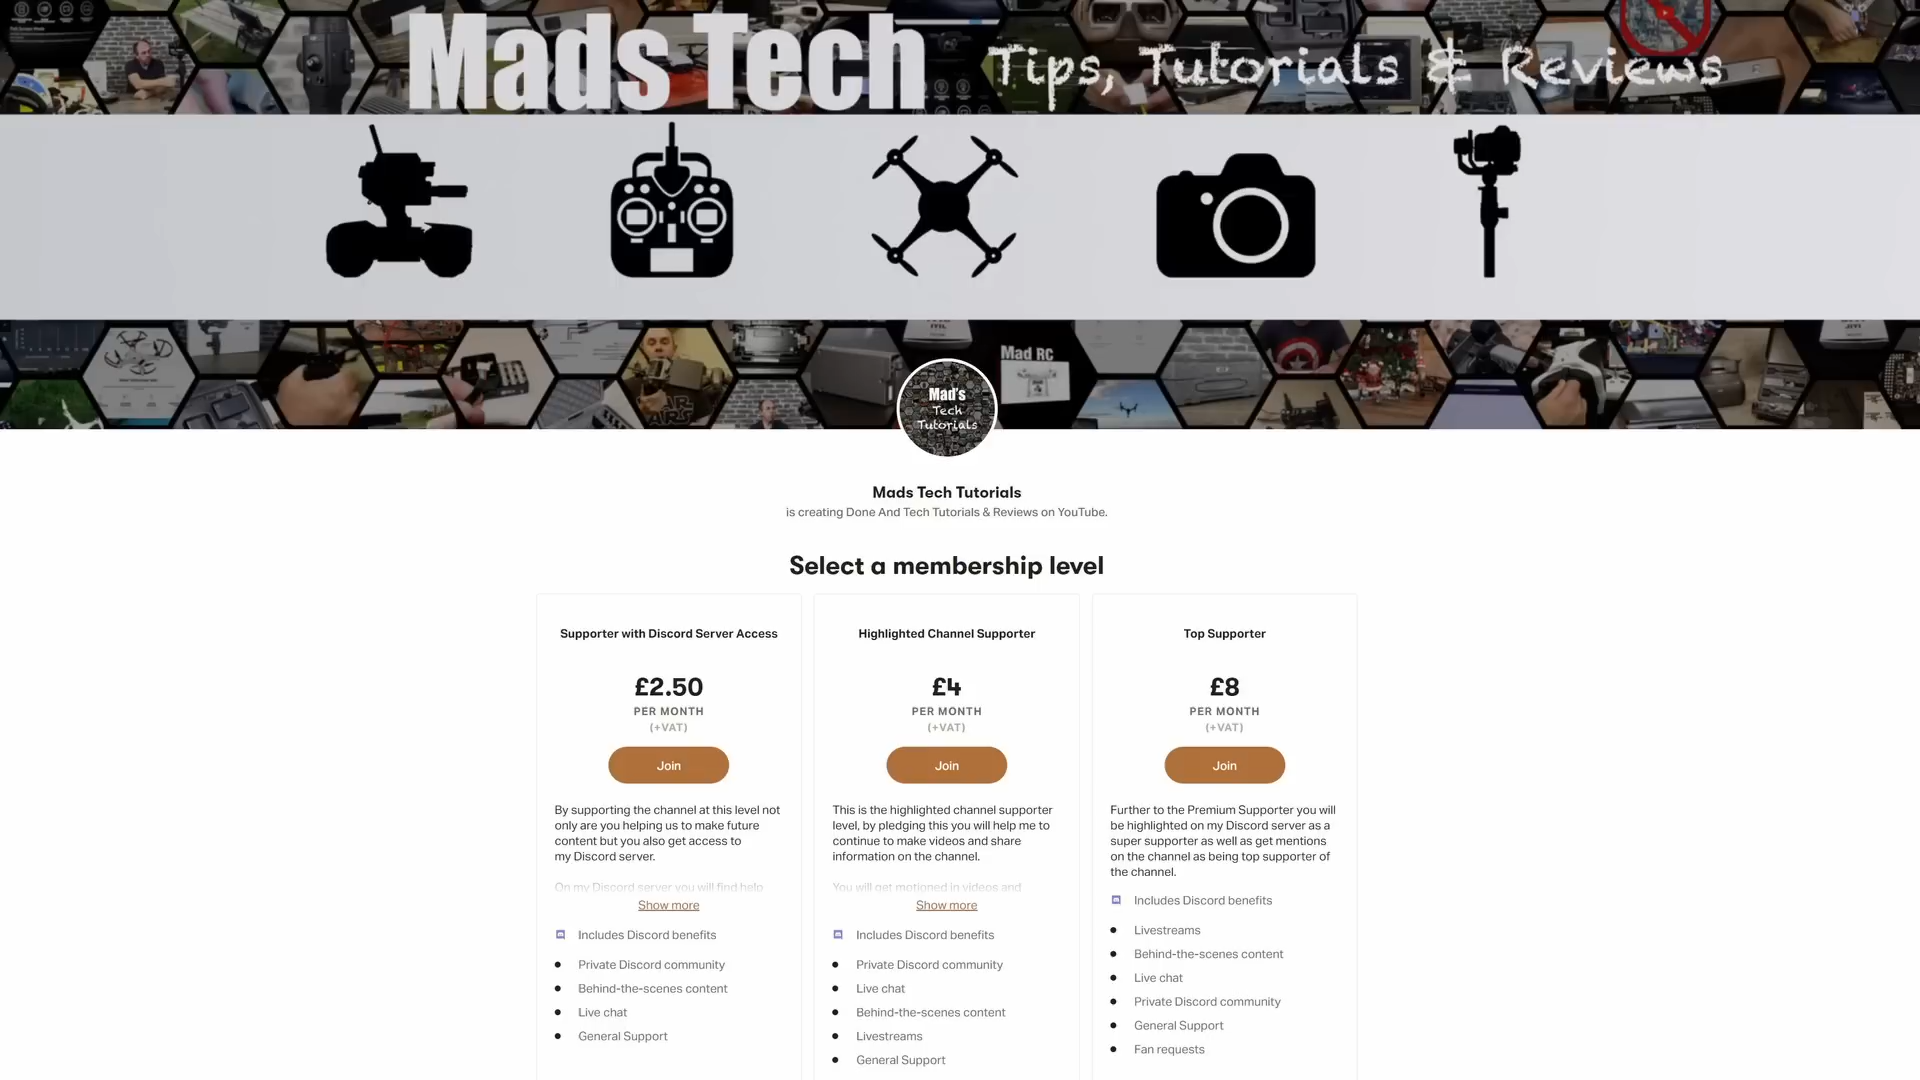 Mads Tech
Tips, Tutorials & Reviews
Mad RC
Mad's
Tech
Tutorials
Mads Tech Tutorials
is creating Done And Tech Tutorials & Reviews on YouTube.
Select a membership level
Supporter with Discord Server Access
£2.50
PER MONTH
(+VAT)
Join
By supporting the channel at this level not
only are you helping us to make future
content but you also get access to
my Discord server.
On my Discord server you will find help
Show more
Includes Discord benefits
Private Discord community
Behind-the-scenes content
Live chat
General Support
Highlighted Channel Supporter
£4
PER MONTH
(+VAT)
Join
This is the highlighted channel supporter
level, by pledging this you will help me to
continue to make videos and share
information on the channel.
You will get motioned in videos and
Show more
Includes Discord benefits
Private Discord community
Live chat
Behind-the-scenes content
Livestreams
General Support
Top Supporter
£8
PER MONTH
(+VAT)
Join
Further to the Premium Supporter you will
be highlighted on my Discord server as a
super supporter as well as get mentions
on the channel as being top supporter of
the channel.
Includes Discord benefits
Livestreams
Behind-the-scenes content
Live chat
Private Discord community
General Support
Fan requests